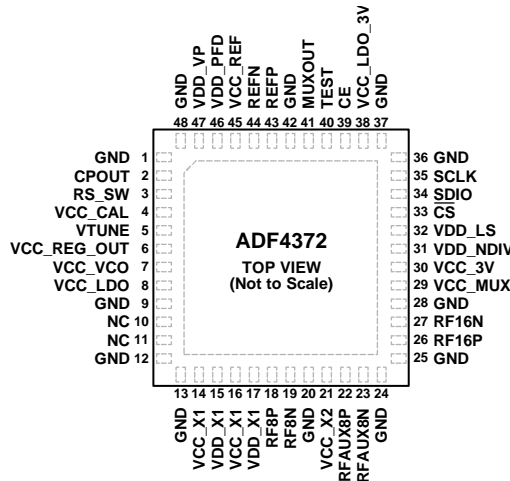 GND
VDD_VP
VDD_PFD
VCC_REF
REFN
REFP
GND
MUXOUT
TEST
CE
VCC_LDO_3V
GND
48 47 46 45 44 43 42 41 40 39 38 37
GND 1
CPOUT 2
RS_SW 3
VCC_CAL 4
VTUNE 5
VCC_REG_OUT 6
VCC_VCO 7
VCC_LDO 8
GND 9
NC 10
NC 11
GND 12
ADF4372
TOP VIEW
(Not to Scale)
36 GND
35 SCLK
34 SDIO
33 CS
32 VDD_LS
31 VDD_NDIV
30 VCC_3V
29 VCC_MUX
28 GND
27 RF16N
26 RF16P
25 GND
13 14 15 16 17 18 19 20 21 22 23 24
GND
VCC_X1
VDD_X1
VCC_X1
VDD_X1
RF8P
RF8N
GND
VCC_X2
RFAUX8P
RFAUX8N
GND